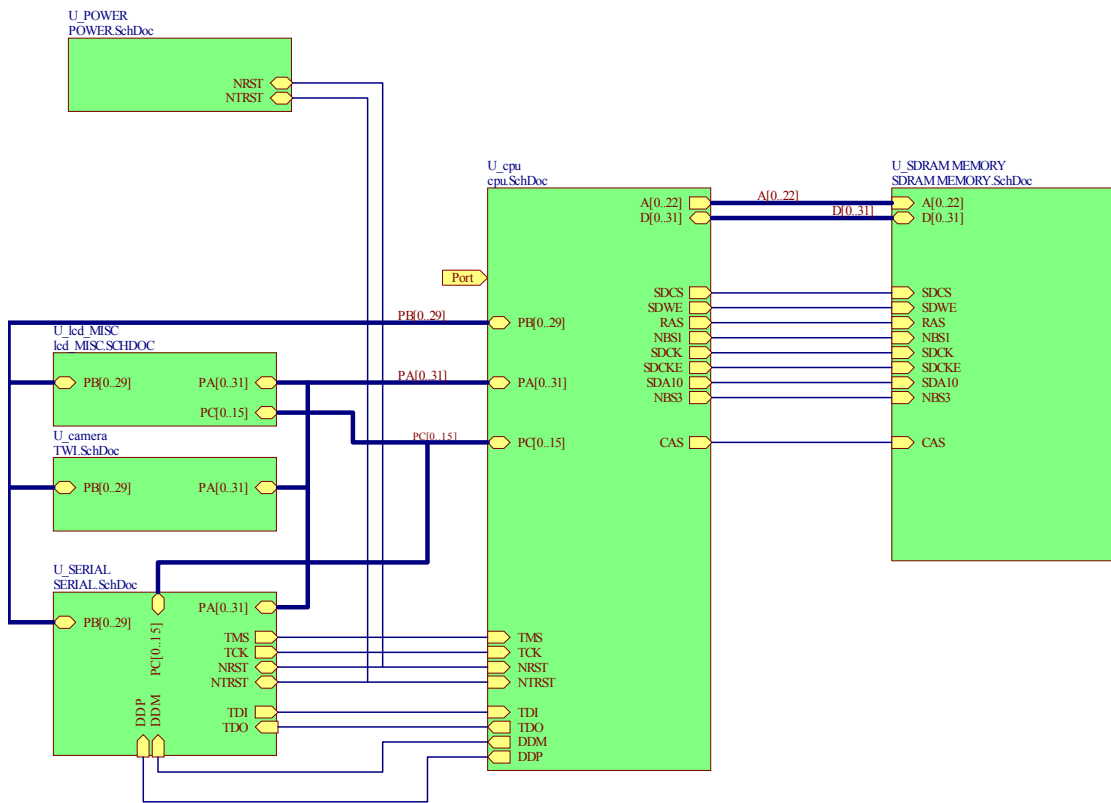 U_POWER
POWER.SchDoc
NRST
NTRST
U_cpu
cpu.SchDoc
A[0..22]
D[0..31]
Port
SDCS
SDWE
RAS
NBS1
SDCK
SDCKE
SDA10
NBS3
CAS
PB[0..29]
PA[0..31]
PC[0..15]
TMS
TCK
NRST
NTRST
TDI
TDO
DDM
DDP
A[0..22]
D[0..31]
U_SDRAM MEMORY
SDRAM MEMORY.SchDoc
A[0..22]
D[0..31]
SDCS
SDWE
RAS
NBS1
SDCK
SDCKE
SDA10
NBS3
CAS
PB[0..29]
PA[0..31]
PC[0..15]
U_lcd_MISC
lcd_MISC.SCHDOC
PB[0..29]
PA[0..31]
PC[0..15]
U_camera
TWI.SchDoc
PB[0..29]
PA[0..31]
U_SERIAL
SERIAL.SchDoc
PB[0..29]
PC[0..15]
PA[0..31]
TMS
TCK
NRST
NTRST
TDI
TDO
DDP
DDM